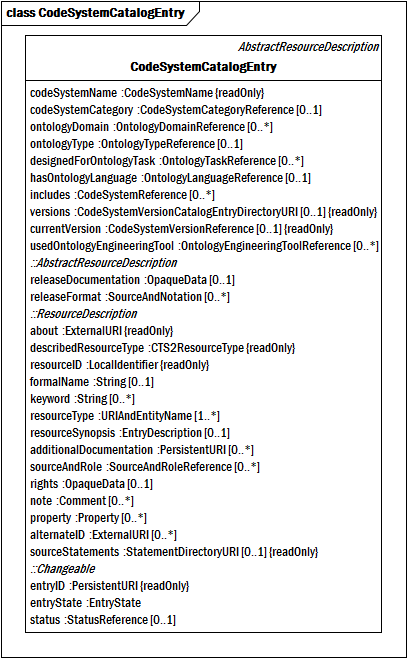 class CodeSystemCatalogEntry
AbstractResourceDescription
CodeSystemCatalogEntry
codeSystemName :CodeSystemName {readOnly}
codeSystemCategory :CodeSystemCategoryReference [0..1]
ontologyDomain :OntologyDomainReference [0..*]
ontologyType :OntologyTypeReference [0..1]
designedForOntologyTask :OntologyTaskReference [0..*]
hasOntologyLanguage :OntologyLanguageReference [0..1]
includes :CodeSystemReference [0..*]
versions :CodeSystemVersionCatalogEntryDirectoryURI [0..1] {readOnly}
currentVersion :CodeSystemVersionReference [0..1] {readOnly}
usedOntologyEngineeringTool :OntologyEngineeringToolReference [0..*]
::AbstractResourceDescription
releaseDocumentation :OpaqueData [0..1]
releaseFormat :SourceAndNotation [0..*]
::ResourceDescription
about :ExternalURI {readOnly}
describedResourceType :CTS2ResourceType {readOnly}
resourceID :LocalIdentifier {readOnly}
formalName :String [0..1]
keyword :String [0..*]
resourceType :URIAndEntityName [1..*]
resourceSynopsis :EntryDescription [0..1]
additionalDocumentation :PersistentURI [0..*]
sourceAndRole :SourceAndRoleReference [0..*]
rights :OpaqueData [0..1]
note :Comment [0..*]
property :Property [0..*]
alternateID :ExternalURI [0..*]
sourceStatements :StatementDirectoryURI [0..1] {readOnly}
::Changeable
entryID :PersistentURI {readOnly}
entryState :EntryState
status :StatusReference [0..1]